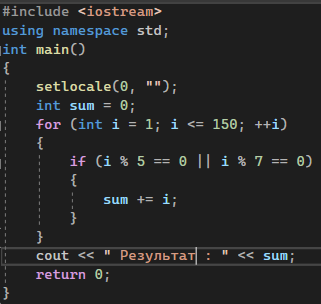 #include <iostream>
using namespace std;
int main()
{
setlocale(0, "");
int sum = 0;
for (int i = 1; i <= 150; ++i)
{
if (i % 5 == 0 || i % 7 == 0)
{
sum += i;
}
}
cout << " Результат : " << sum;
return 0;
}